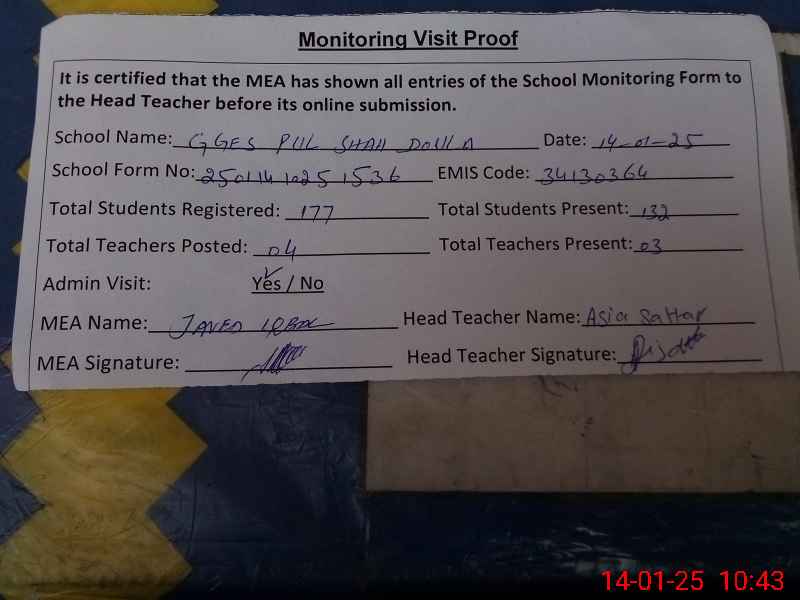 Monitoring Visit Proof
It is certified that the MEA has shown all entries of the School Monitoring Form to
the Head Teacher before its online submission.
School Name: GGES PUL SHAH DOULA Date: 14-01-25
School Form No: 25011410251536 EMIS Code: 34130364
Total Students Registered: 177 Total Students Present: 132
Total Teachers Posted: 04 Total Teachers Present: 03
Admin Visit: Yes / No
MEA Name: JAVED IQBAL Head Teacher Name: Asia Sattar
MEA Signature: Head Teacher Signature:
14-01-25 10:43